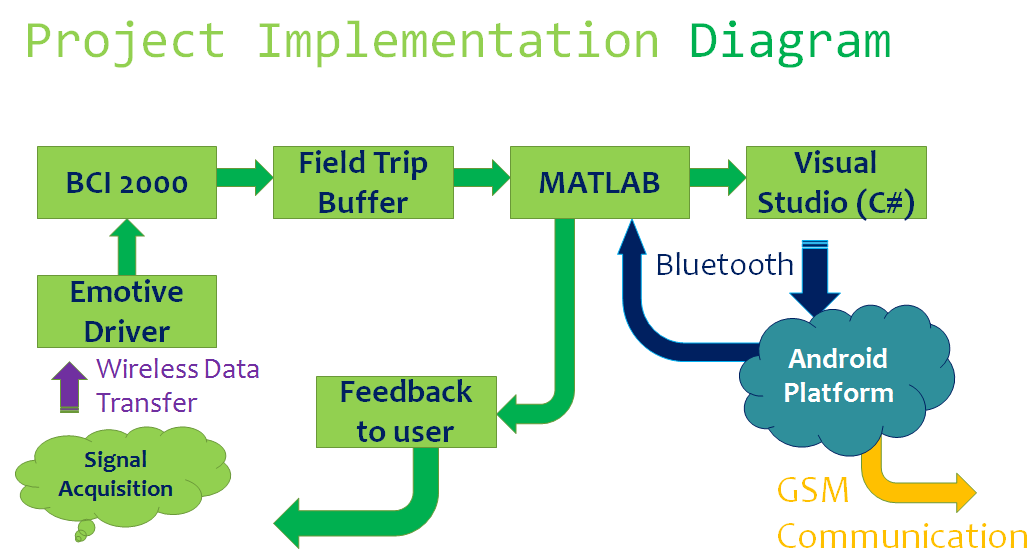 Project Implementation Diagram
BCI 2000
Field Trip
Buffer
MATLAB
Visual
Studio (C#)
Bluetooth
Emotive
Driver
Wireless Data
Transfer
Android
Platform
Feedback
to user
Signal
Acquisition
GSM
Communication